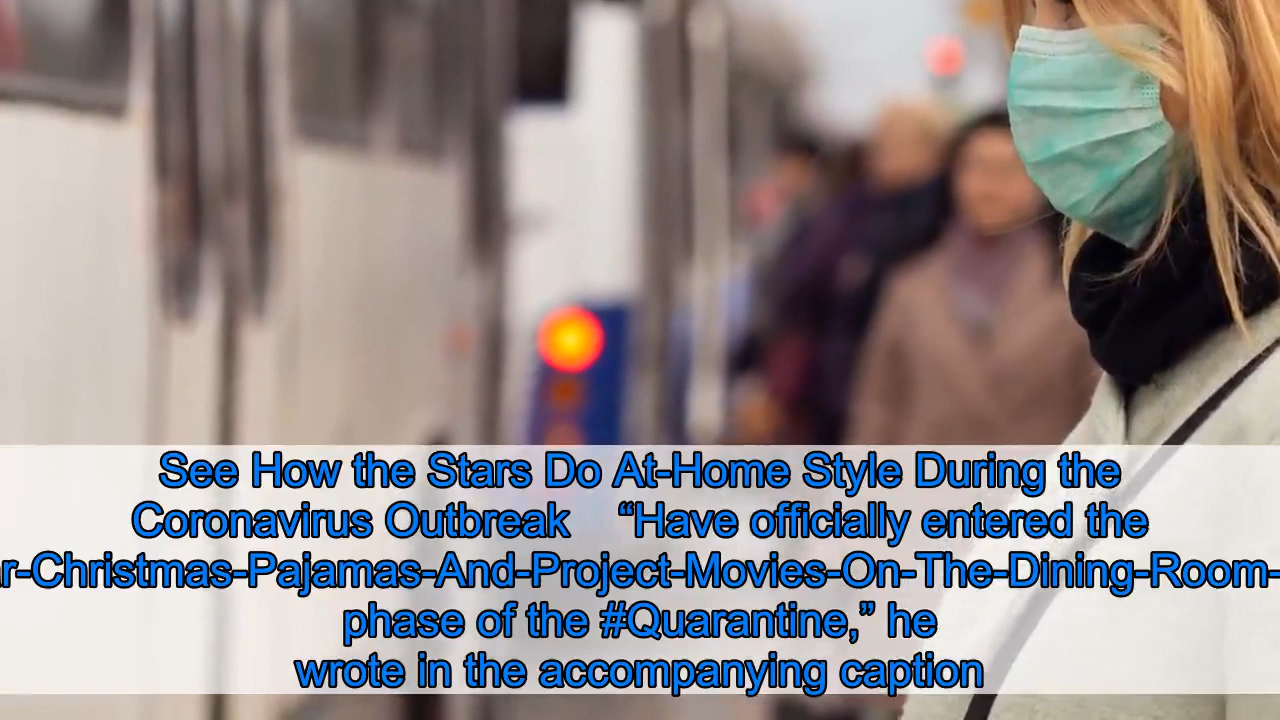 See How the Stars Do At-Home Style During the
Coronavirus Outbreak “Have officially entered the
r-Christmas-Pajamas-And-Project-Movies-On-The-Dining-Room-
phase of the #Quarantine,” he
wrote in the accompanying caption